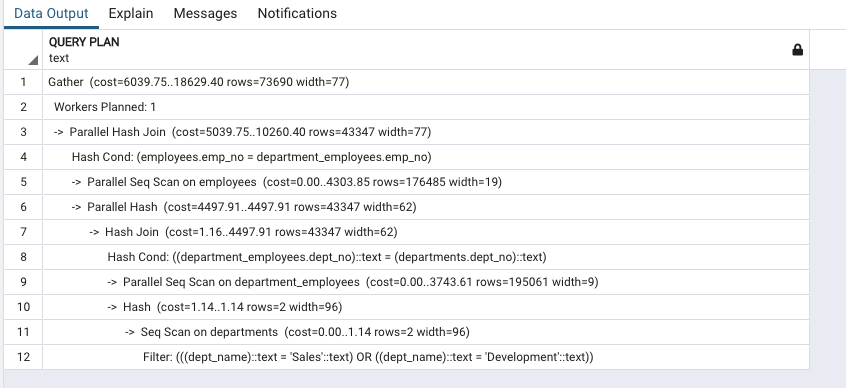 Data Output Explain Messages Notifications
QUERY PLAN
text
1 Gather (cost=6039.75..18629.40 rows=73690 width=77)
2 Workers Planned: 1
3 -> Parallel Hash Join (cost=5039.75..10260.40 rows=43347 width=77)
4 Hash Cond: (employees.emp_no = department_employees.emp_no)
5 -> Parallel Seq Scan on employees (cost=0.00..4303.85 rows=176485 width=19)
6 -> Parallel Hash (cost=4497.91..4497.91 rows=43347 width=62)
7 -> Hash Join (cost=1.16..4497.91 rows=43347 width=62)
8 Hash Cond: ((department_employees.dept_no)::text = (departments.dept_no)::text)
9 -> Parallel Seq Scan on department_employees (cost=0.00..3743.61 rows=195061 width=9)
10 -> Hash (cost=1.14..1.14 rows=2 width=96)
11 -> Seq Scan on departments (cost=0.00..1.14 rows=2 width=96)
12 Filter: (((dept_name)::text = 'Sales'::text) OR ((dept_name)::text = 'Development'::text))